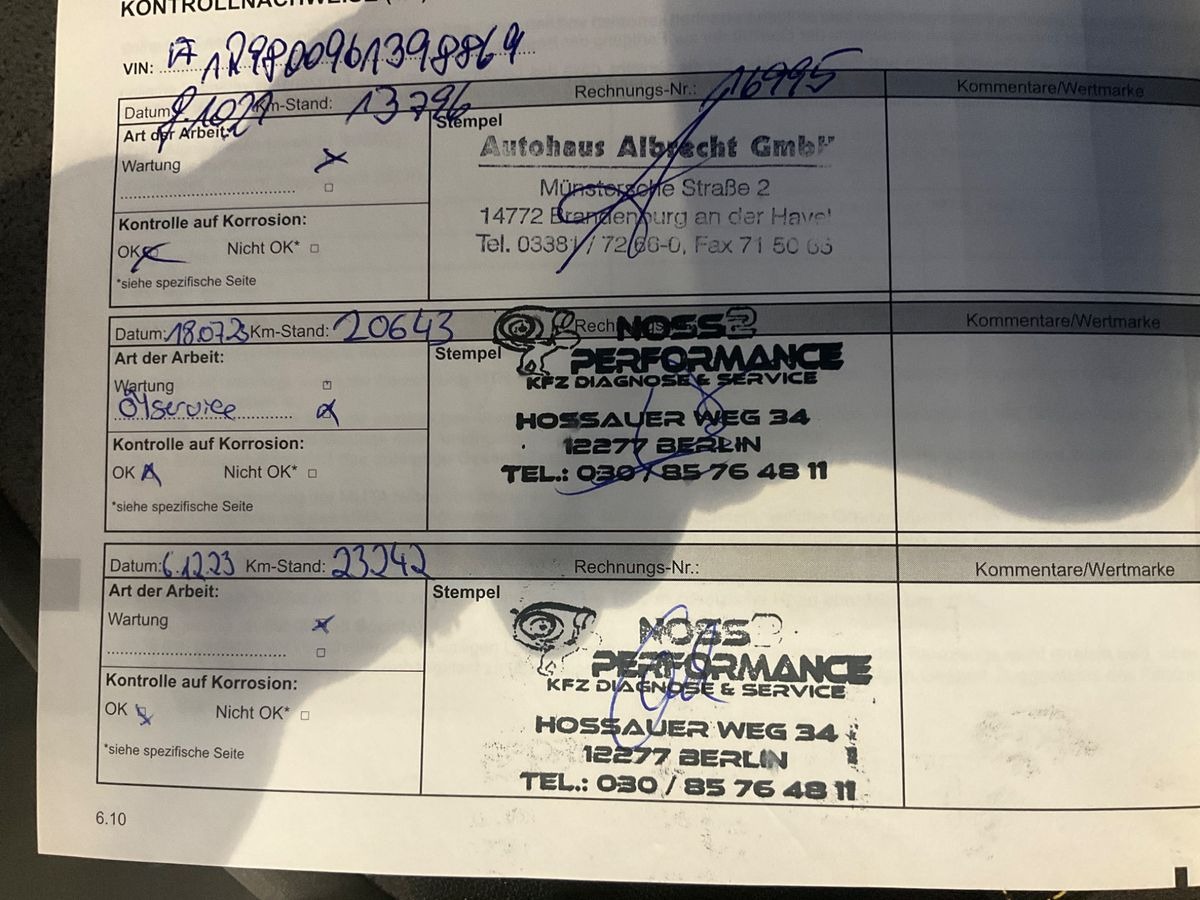 KONTROLLNACHWEISE
VIN:
Datum: Km-Stand: 13796 Rechnungs-Nr.: 16995 Kommentare/Wertmarke
Art der Arbeit:
Wartung
Kontrolle auf Korrosion:
OK Nicht OK*
*siehe spezifische Seite
Stempel
Autohaus Albrecht GmbH
Münstersche Straße 2
14772 Brandenburg an der Havel
Tel. 03381 / 72 66-0, Fax 71 50 66
Datum: 18.07.23 Km-Stand: 20643 Kommentare/Wertmarke
Art der Arbeit:
Wartung
Ölservice
Kontrolle auf Korrosion:
OK Nicht OK*
*siehe spezifische Seite
Stempel
NOSS2
PERFORMANCE
KFZ DIAGNOSE & SERVICE
HOSSAUER WEG 34
12277 BERLIN
TEL.: 030 / 85 76 48 11
Datum: 6.12.23 Km-Stand: 23242 Rechnungs-Nr.: Kommentare/Wertmarke
Art der Arbeit:
Wartung
Kontrolle auf Korrosion:
OK Nicht OK*
*siehe spezifische Seite
Stempel
NOSS2
PERFORMANCE
KFZ DIAGNOSE & SERVICE
HOSSAUER WEG 34
12277 BERLIN
TEL.: 030 / 85 76 48 11
6.10